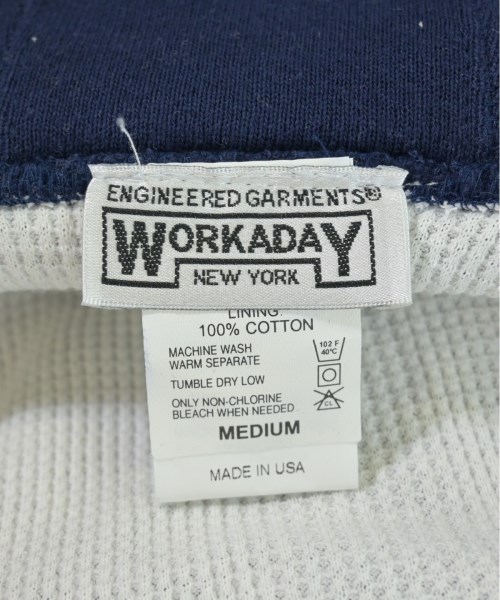 ENGINEERED GARMENTS®
WORKADAY
NEW YORK
LINING:
100% COTTON
MACHINE WASH
WARM SEPARATE
102 F
40°C
TUMBLE DRY LOW
ONLY NON-CHLORINE
BLEACH WHEN NEEDED
CL
MEDIUM
MADE IN USA